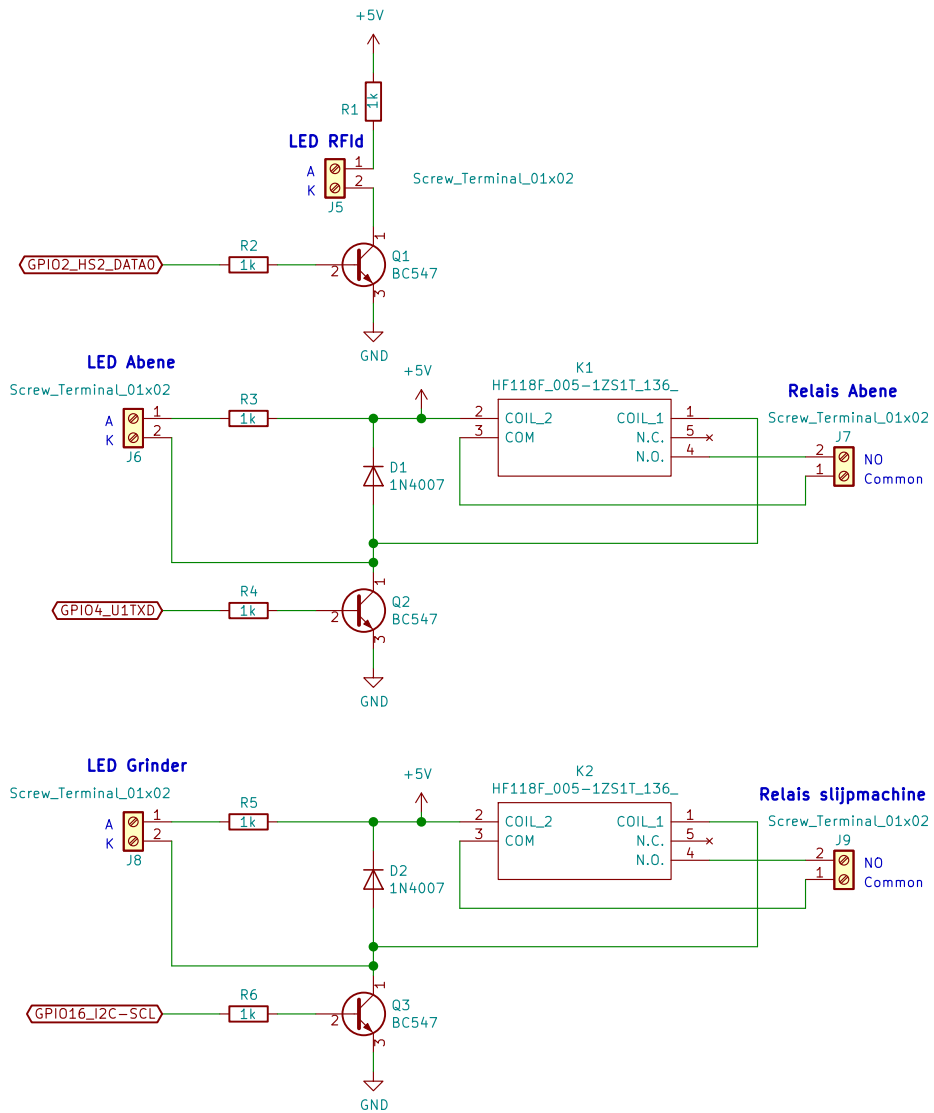 +5V
R1
1k
LED RFId
A
K
1
2
J5
Screw_Terminal_01x02
GPIO2_HS2_DATA0
R2
1k
1
2
3
Q1
BC547
GND
LED Abene
Screw_Terminal_01x02
A
K
1
2
J6
R3
1k
+5V
D1
1N4007
K1
HF118F_005-1ZS1T_136_
2
3
COIL_2
COM
COIL_1
N.C.
N.O.
1
5
4
Relais Abene
Screw_Terminal_01x02
J7
2
1
NO
Common
GPIO4_U1TXD
R4
1k
1
2
3
Q2
BC547
GND
LED Grinder
Screw_Terminal_01x02
A
K
1
2
J8
R5
1k
+5V
D2
1N4007
K2
HF118F_005-1ZS1T_136_
2
3
COIL_2
COM
COIL_1
N.C.
N.O.
1
5
4
Relais slijpmachine
Screw_Terminal_01x02
J9
2
1
NO
Common
GPIO16_I2C-SCL
R6
1k
1
2
3
Q3
BC547
GND